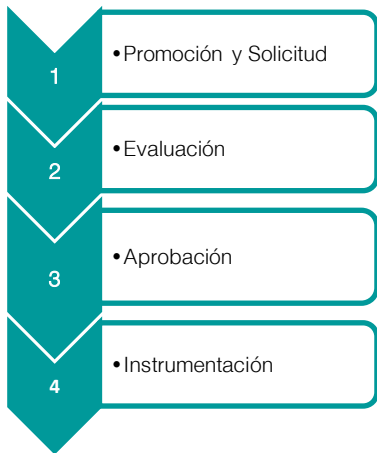 1
•Promoción y Solicitud
2
•Evaluación
3
•Aprobación
4
•Instrumentación